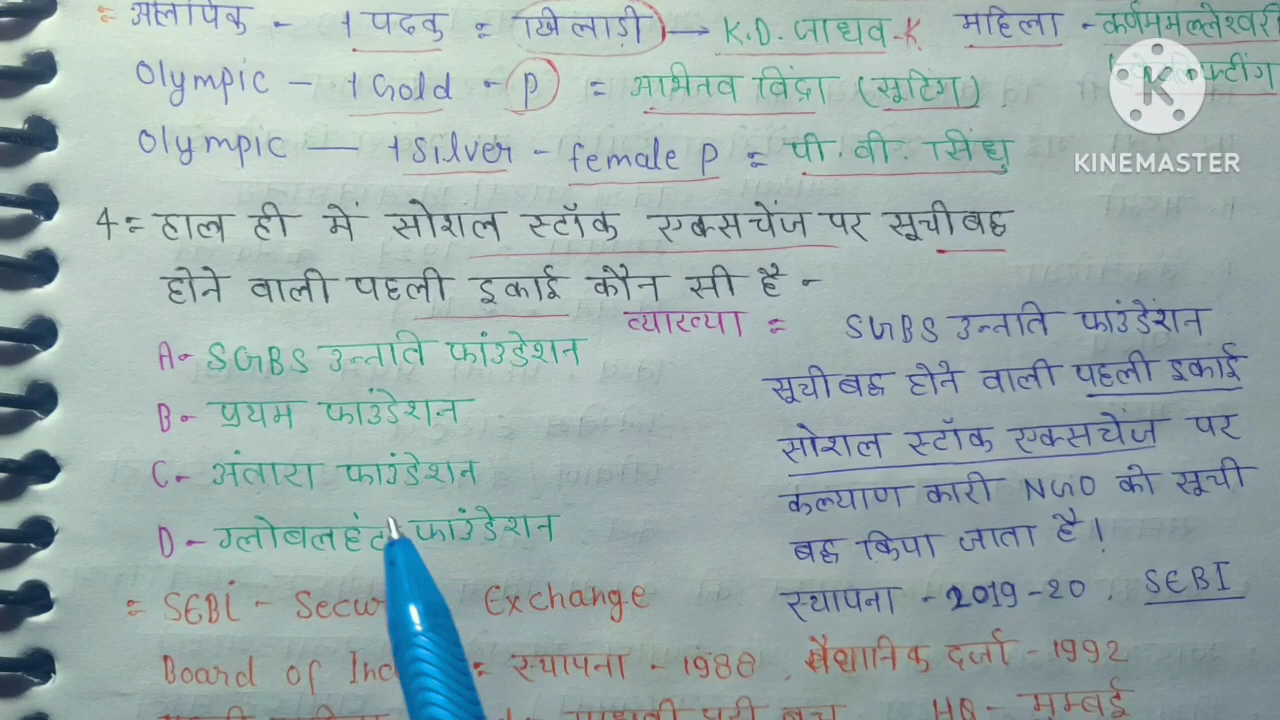 = ओलंपिक - 1 पदक = खिलाड़ी → K.D. जाधव-K महिला - कर्णममल्लेश्वरी
Olympic - 1 Gold - P = अभिनव विंद्रा (सूटिंग)
Olympic — 1 Silver - female P = पी.वी. सिंधु
KINEMASTER
4= हाल ही में सोशल स्टॉक एक्सचेंज पर सूचीबद्ध
होने वाली पहली इकाई कौन सी है -
A- SGBS उन्नति फांउडेशन
B- प्रथम फाउंडेशन
C- अंतारा फाउंडेशन
D- ग्लोबलहंट फाउंडेशन
व्याख्या = SGBS उन्नति फाउंडेशन
सूचीबद्ध होने वाली पहली इकाई
सोशल स्टॉक एक्सचेंज पर
कल्याण कारी NGO को सूची
बद्ध किया जाता है।
स्थापना - 2019-20. SEBI
= SEBI - Exchange
Board of = स्थापना - 1988, वैधानिक दर्जा - 1992
HQ - मुम्बई